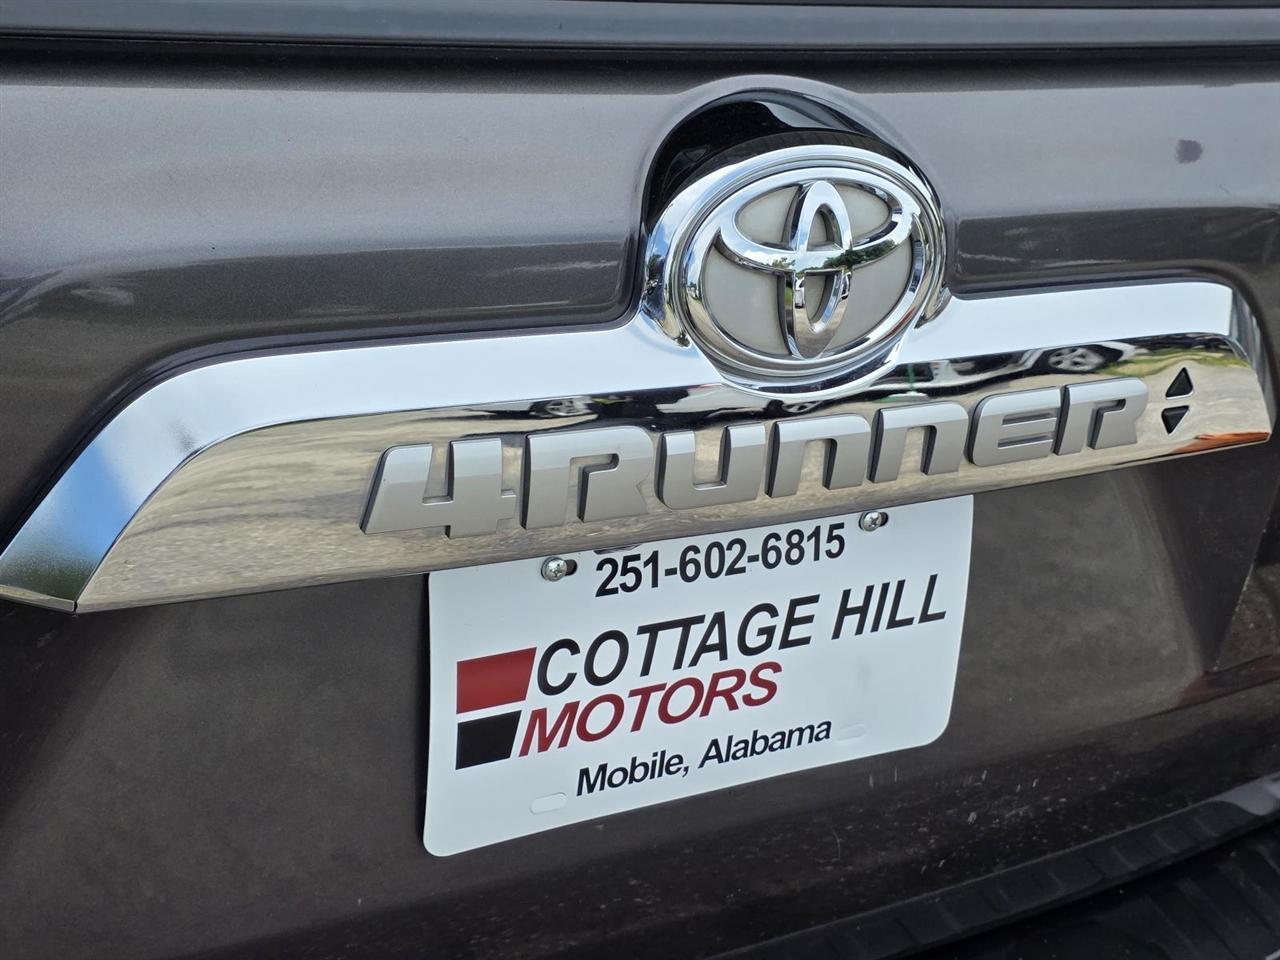 4RUNNER
251-602-6815
COTTAGE HILL
MOTORS
Mobile, Alabama